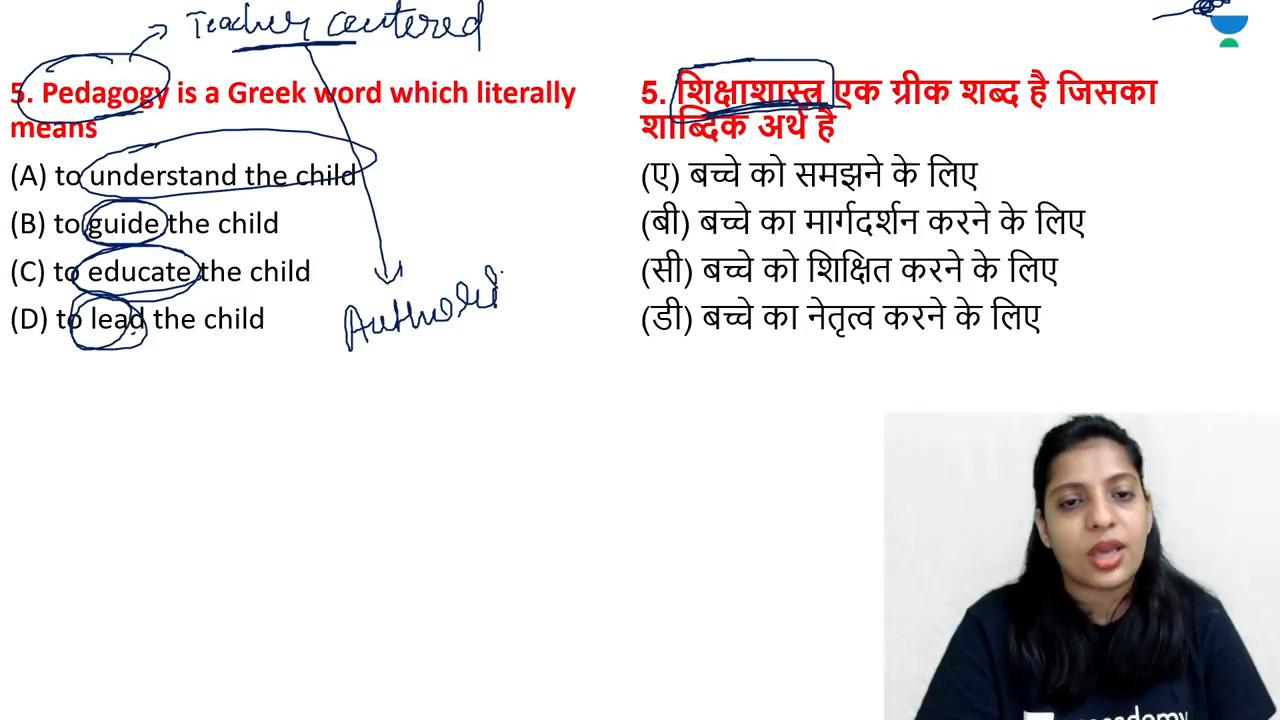 Teacher centered
5. Pedagogy is a Greek word which literally
means
(A) to understand the child
(B) to guide the child
(C) to educate the child
(D) to lead the child
5. शिक्षाशास्त्र एक ग्रीक शब्द है जिसका
शाब्दिक अर्थ है
(ए) बच्चे को समझने के लिए
(बी) बच्चे का मार्गदर्शन करने के लिए
(सी) बच्चे को शिक्षित करने के लिए
(डी) बच्चे का नेतृत्व करने के लिए